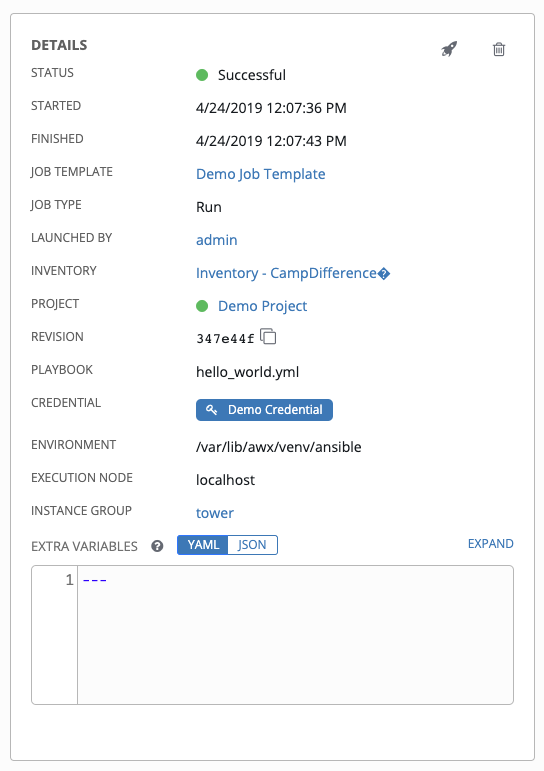 DETAILS
STATUS Successful
STARTED 4/24/2019 12:07:36 PM
FINISHED 4/24/2019 12:07:43 PM
JOB TEMPLATE Demo Job Template
JOB TYPE Run
LAUNCHED BY admin
INVENTORY Inventory - CampDifference�
PROJECT Demo Project
REVISION 347e44f
PLAYBOOK hello_world.yml
CREDENTIAL Demo Credential
ENVIRONMENT /var/lib/awx/venv/ansible
EXECUTION NODE localhost
INSTANCE GROUP tower
EXTRA VARIABLES ? YAML JSON EXPAND
1 ---